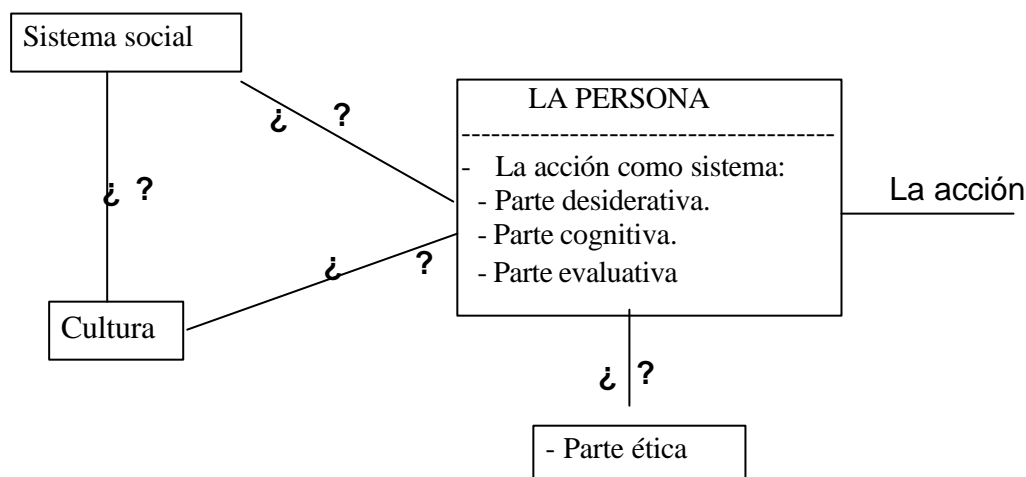 Sistema social
LA PERSONA
¿ ?
-----------------------------------
- La acción como sistema:
- Parte desiderativa.
- Parte cognitiva.
- Parte evaluativa
La acción
¿ ?
¿ ?
Cultura
¿ ?
- Parte ética